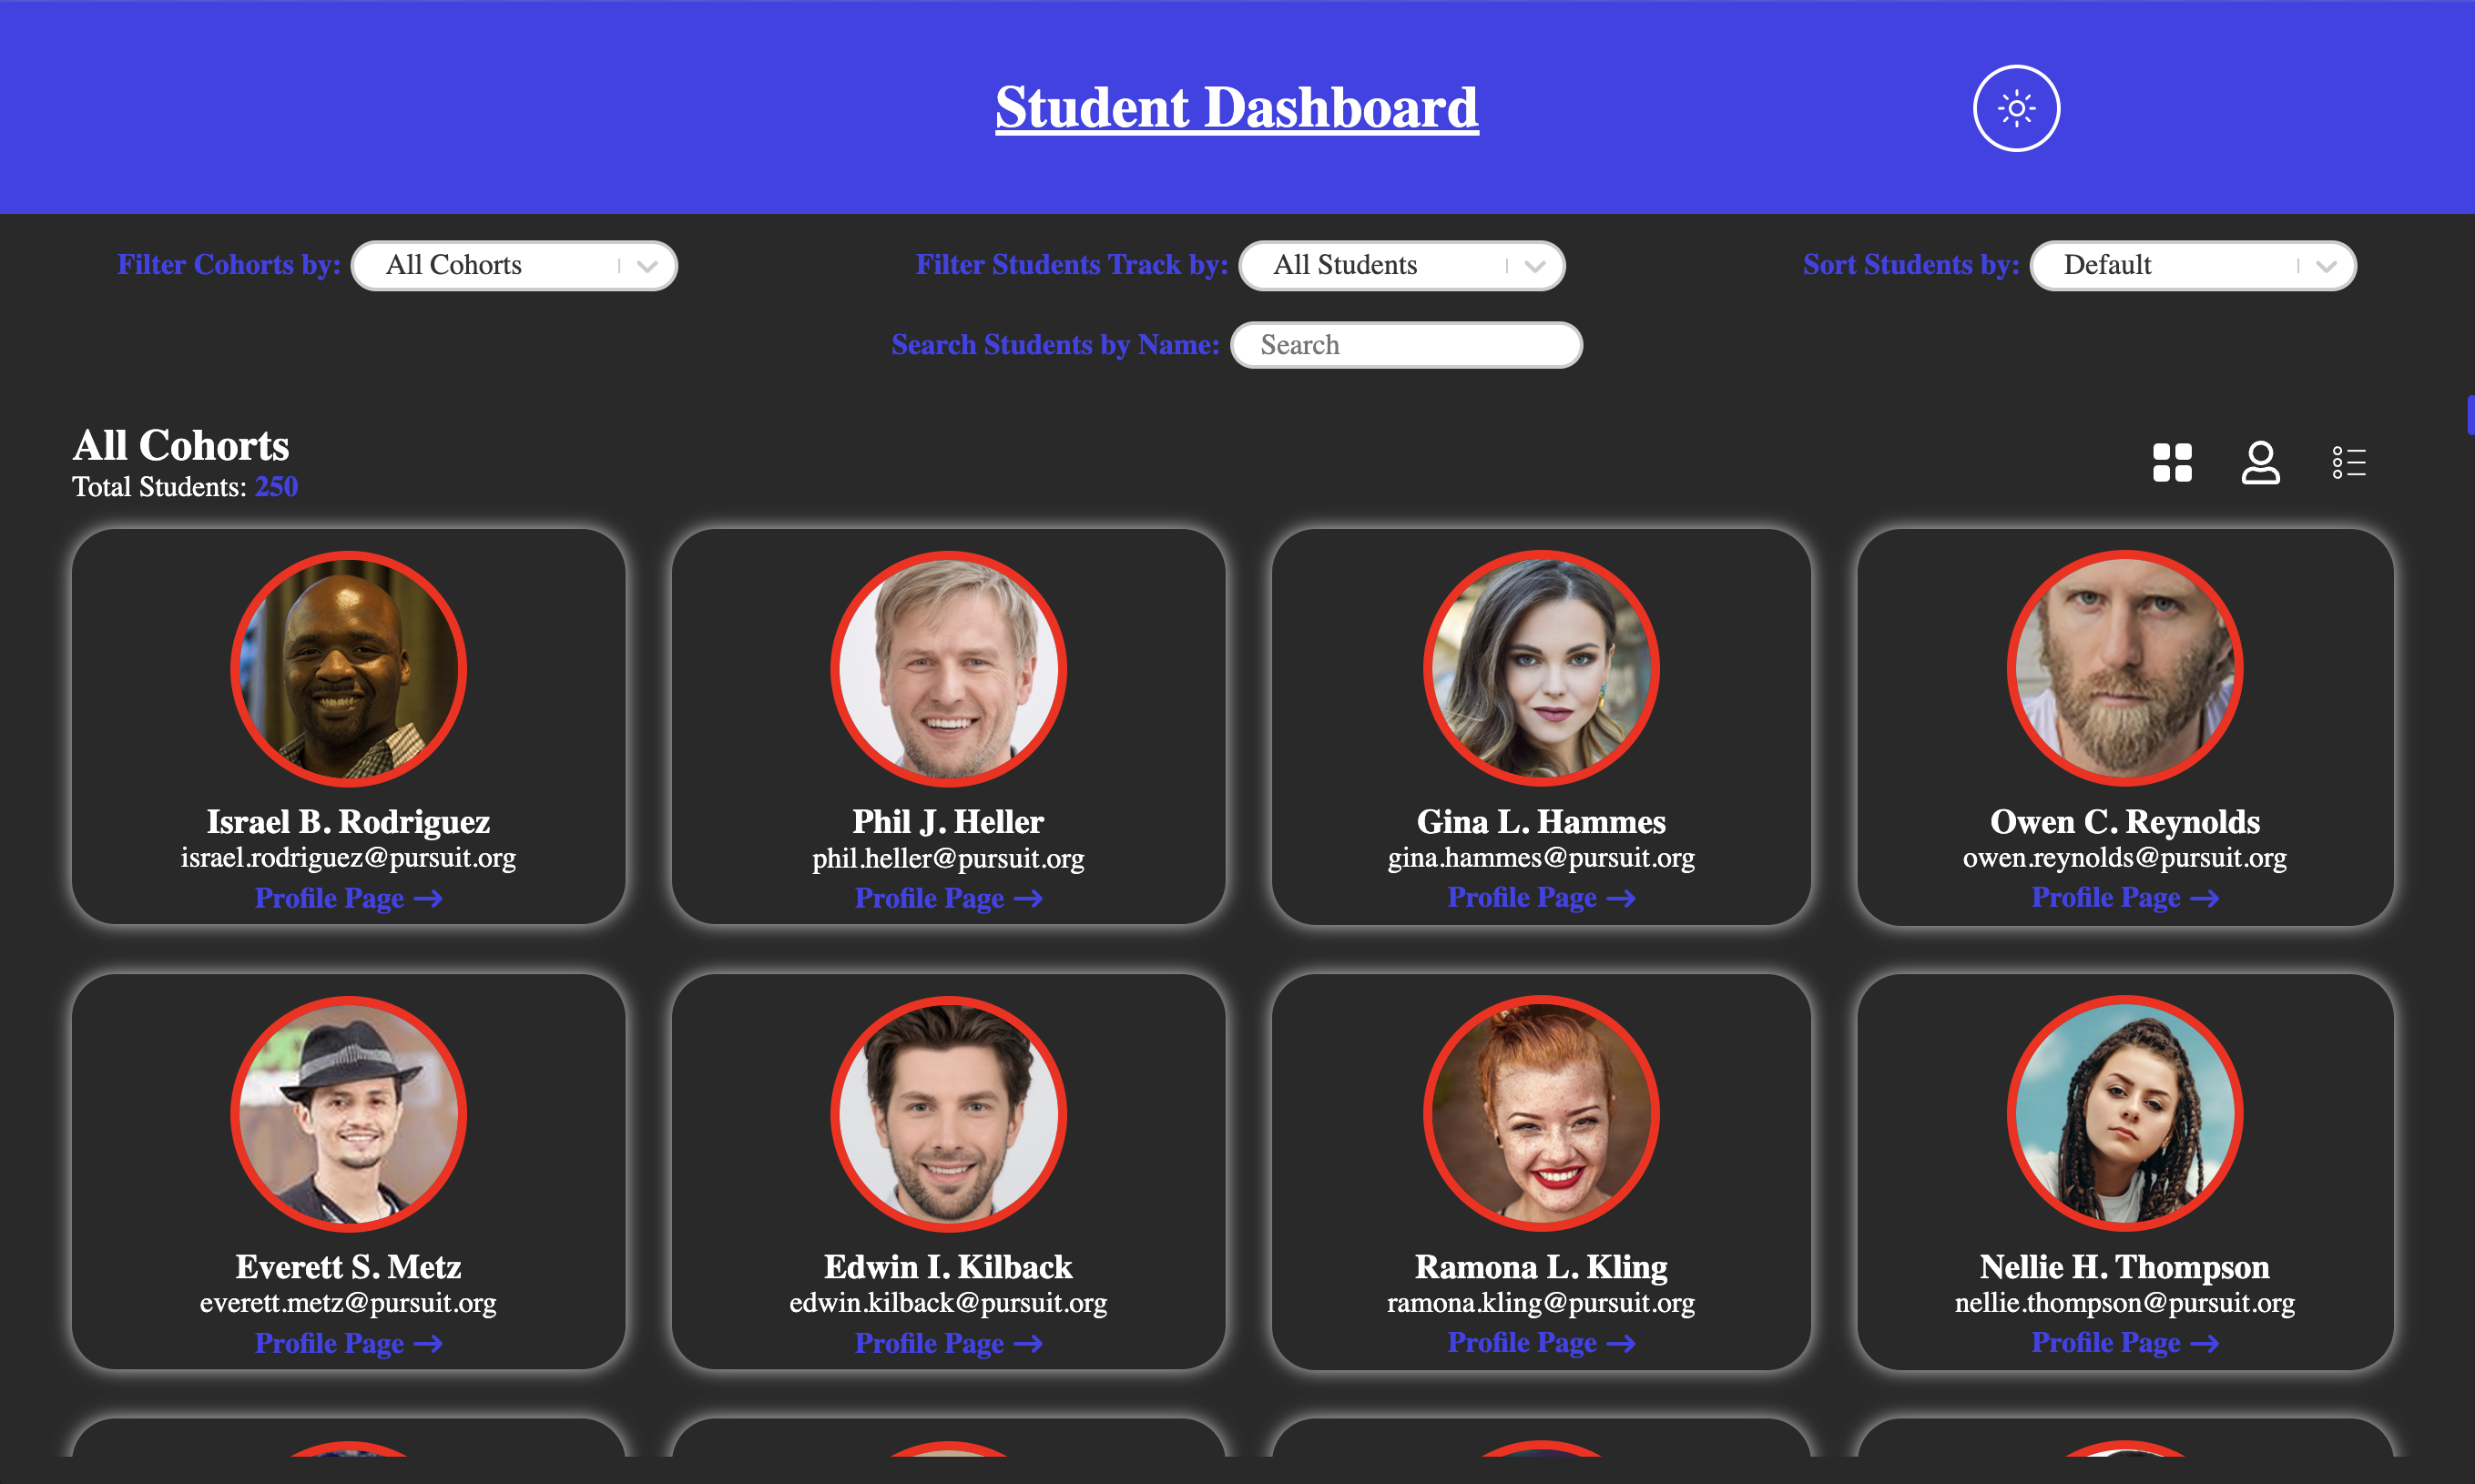 Student Dashboard
Filter Cohorts by: All Cohorts
Filter Students Track by: All Students
Sort Students by: Default
Search Students by Name: Search
All Cohorts
Total Students: 250
Israel B. Rodriguez
israel.rodriguez@pursuit.org
Profile Page →
Phil J. Heller
phil.heller@pursuit.org
Profile Page →
Gina L. Hammes
gina.hammes@pursuit.org
Profile Page →
Owen C. Reynolds
owen.reynolds@pursuit.org
Profile Page →
Everett S. Metz
everett.metz@pursuit.org
Profile Page →
Edwin I. Kilback
edwin.kilback@pursuit.org
Profile Page →
Ramona L. Kling
ramona.kling@pursuit.org
Profile Page →
Nellie H. Thompson
nellie.thompson@pursuit.org
Profile Page →